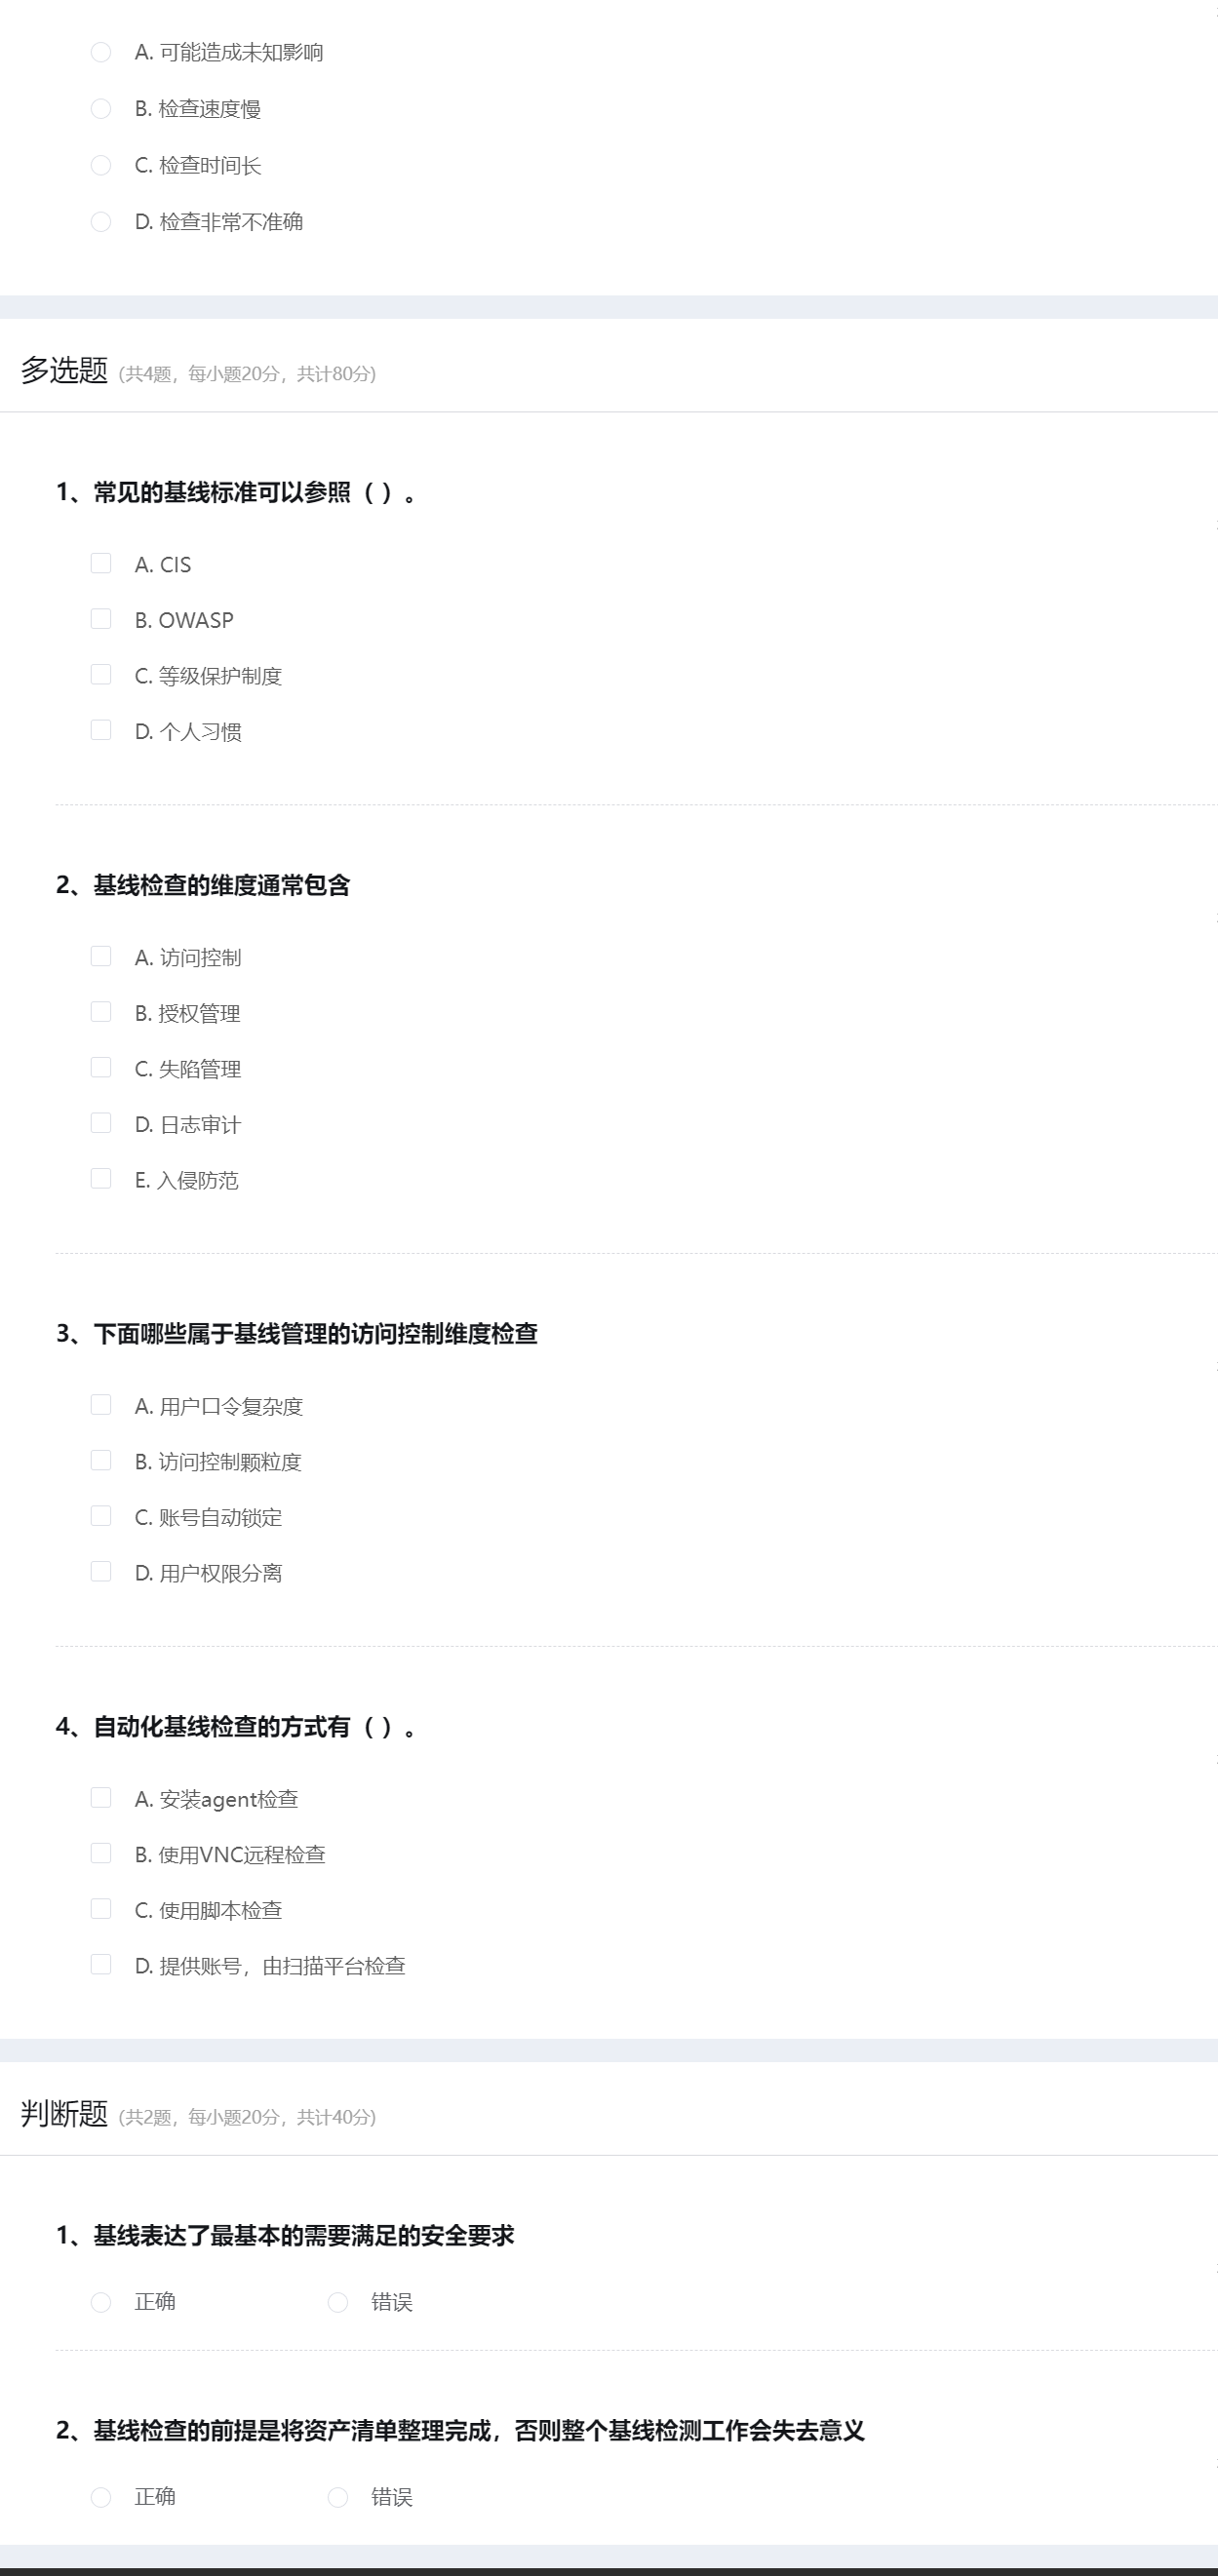 A. 可能造成未知影响
B. 检查速度慢
C. 检查时间长
D. 检查非常不准确
多选题 (共4题，每小题20分，共计80分)
1、常见的基线标准可以参照（ ）。
A. CIS
B. OWASP
C. 等级保护制度
D. 个人习惯
2、基线检查的维度通常包含
A. 访问控制
B. 授权管理
C. 失陷管理
D. 日志审计
E. 入侵防范
3、下面哪些属于基线管理的访问控制维度检查
A. 用户口令复杂度
B. 访问控制颗粒度
C. 账号自动锁定
D. 用户权限分离
4、自动化基线检查的方式有（ ）。
A. 安装agent检查
B. 使用VNC远程检查
C. 使用脚本检查
D. 提供账号，由扫描平台检查
判断题 (共2题，每小题20分，共计40分)
1、基线表达了最基本的需要满足的安全要求
正确 错误
2、基线检查的前提是将资产清单整理完成，否则整个基线检测工作会失去意义
正确 错误